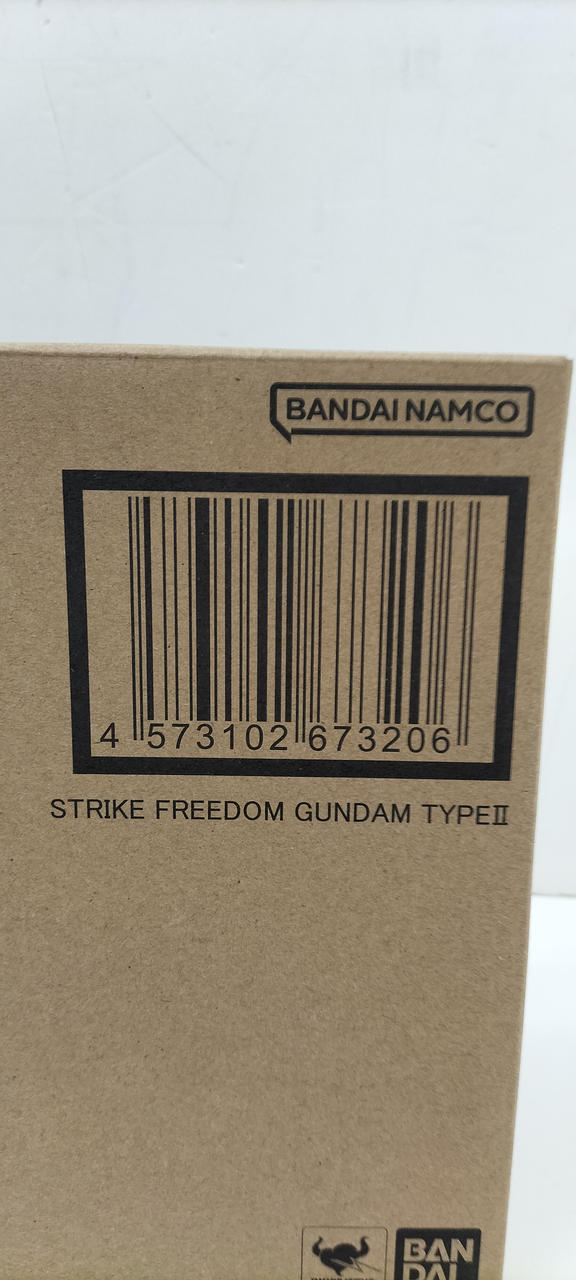 BANDAI NAMCO
4 573102 673206
STRIKE FREEDOM GUNDAM TYPEⅡ
BAN
DAI